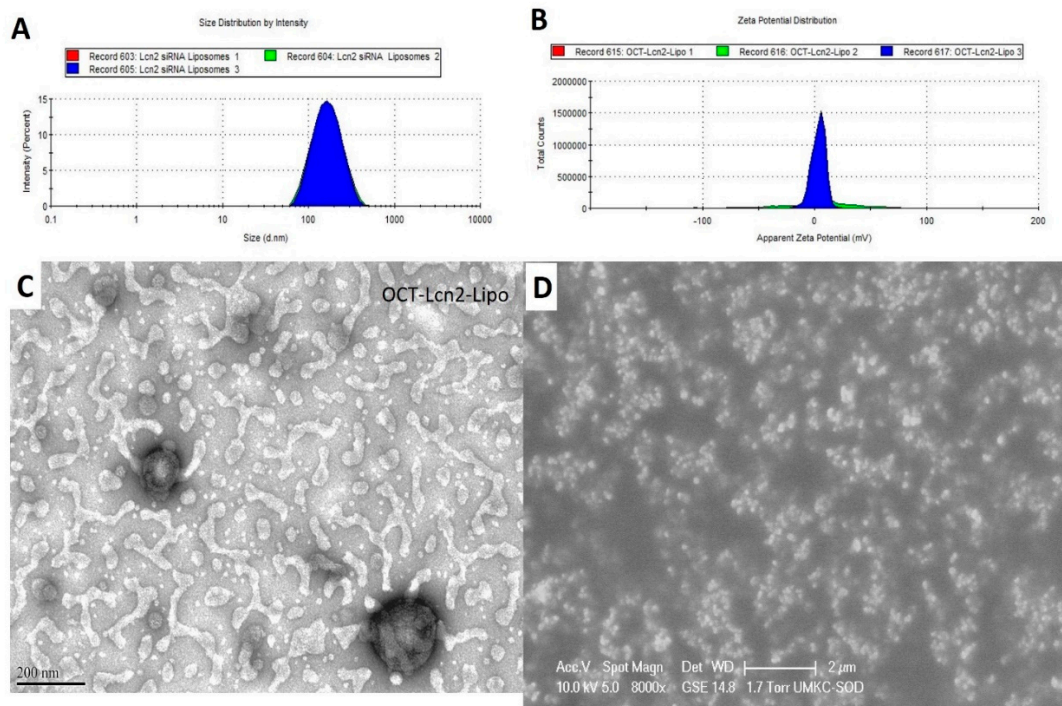 A
Size Distribution by Intensity
Record 603: Lcn2 siRNA Liposomes 1
Record 604: Lcn2 siRNA Liposomes 2
Record 605: Lcn2 siRNA Liposomes 3
Intensity (Percent)
15
10
5
0
0.1 1 10 100 1000 10000
Size (d.nm)
B
Zeta Potential Distribution
Record 615: OCT-Lcn2-Lipo 1
Record 616: OCT-Lcn2-Lipo 2
Record 617: OCT-Lcn2-Lipo 3
Total Counts
2000000
1500000
1000000
500000
0
-100 0 100 200
Apparent Zeta Potential (mV)
C
OCT-Lcn2-Lipo
200 nm
D
Acc.V Spot Magn Det WD 2 µm
10.0 kV 5.0 8000x GSE 14.8 1.7 Torr UMKC-SOD